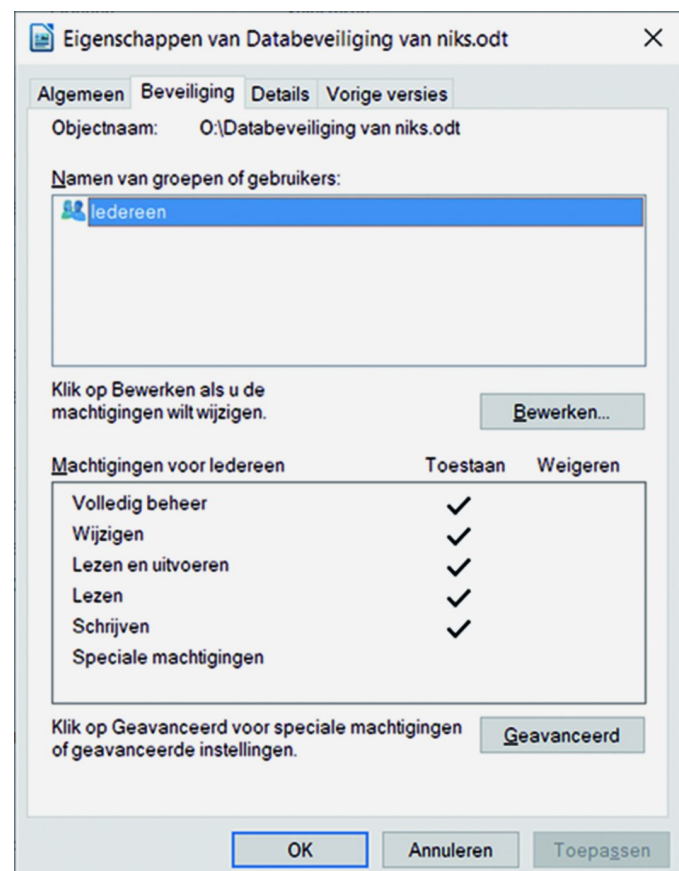 Eigenschappen van Databeveiliging van niks.odt
Algemeen Beveiliging Details Vorige versies
Objectnaam: O:\Databeveiliging van niks.odt
Namen van groepen of gebruikers:
Iedereen
Klik op Bewerken als u de
machtigingen wilt wijzigen.
Bewerken...
Machtigingen voor Iedereen Toestaan Weigeren
Volledig beheer
Wijzigen
Lezen en uitvoeren
Lezen
Schrijven
Speciale machtigingen
Klik op Geavanceerd voor speciale machtigingen
of geavanceerde instellingen.
Geavanceerd
OK Annuleren Toepassen